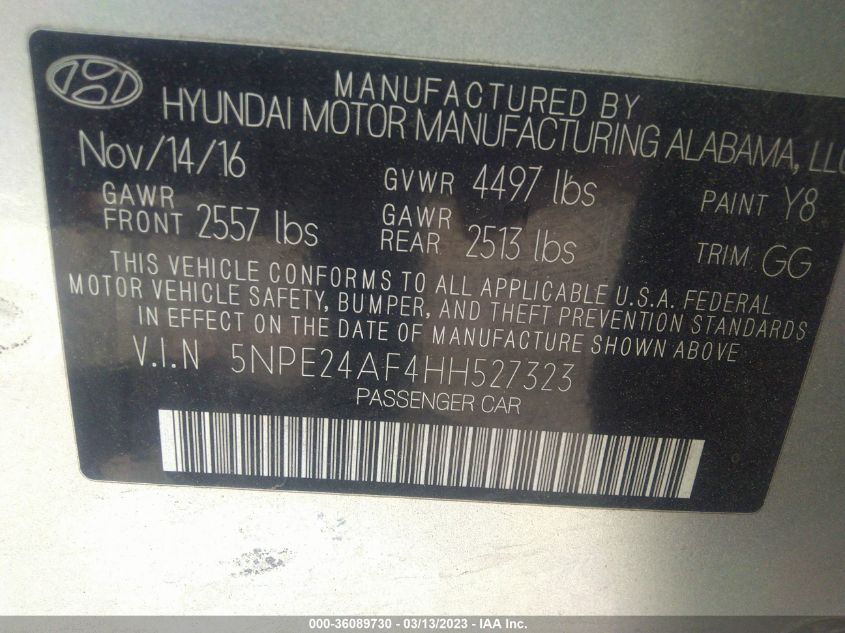 MANUFACTURED BY
HYUNDAI MOTOR MANUFACTURING ALABAMA, LLC
Nov/14/16
GVWR 4497 lbs
PAINT Y8
GAWR
FRONT 2557 lbs
GAWR
REAR 2513 lbs
TRIM GG
THIS VEHICLE CONFORMS TO ALL APPLICABLE U.S.A. FEDERAL
MOTOR VEHICLE SAFETY, BUMPER, AND THEFT PREVENTION STANDARDS
IN EFFECT ON THE DATE OF MANUFACTURE SHOWN ABOVE
V.I.N 5NPE24AF4HH527323
PASSENGER CAR
000-36089730 - 03/13/2023 - IAA Inc.